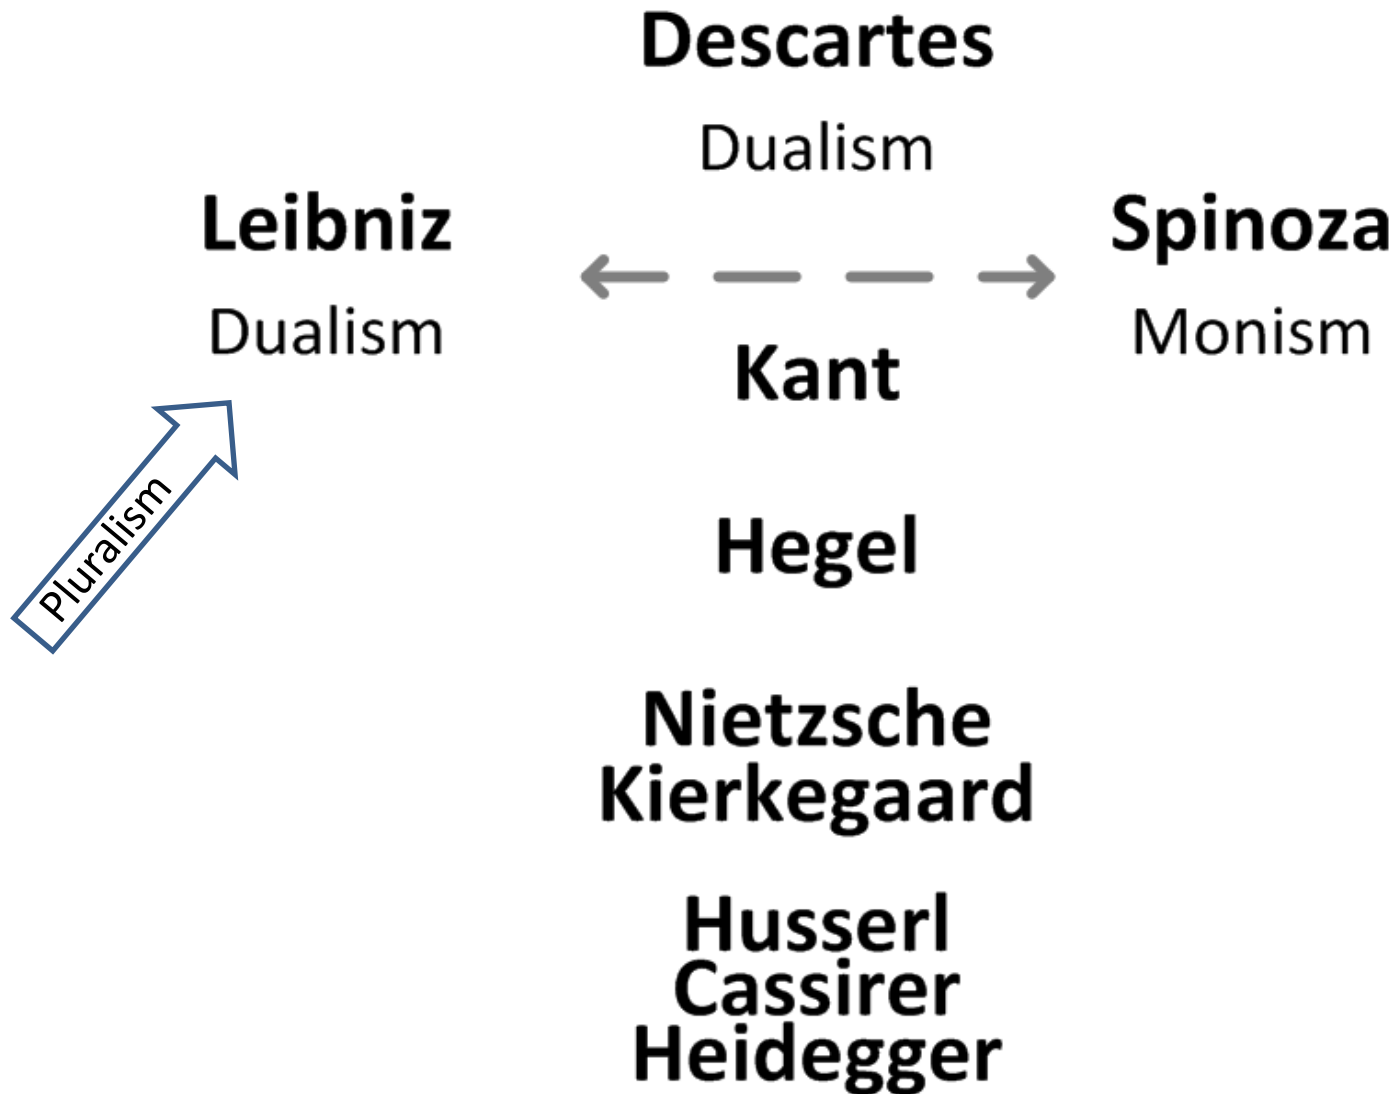 Descartes
Dualism
Leibniz
Dualism
Spinoza
Monism
Pluralism
Kant
Hegel
Nietzsche
Kierkegaard
Husserl
Cassirer
Heidegger